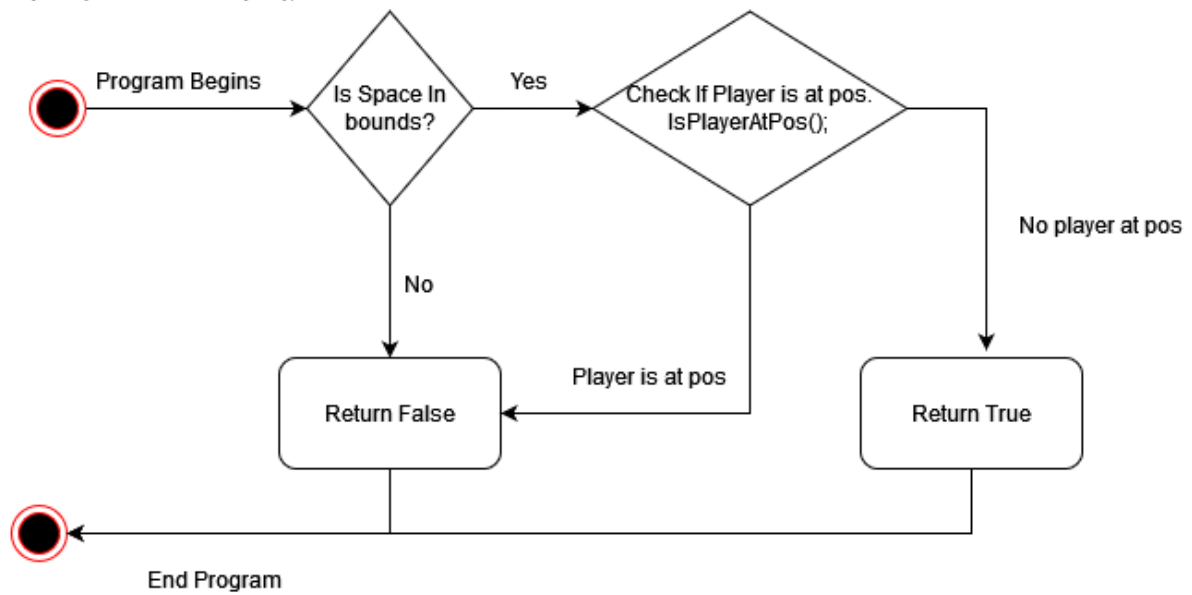 Program Begins
Is Space In
bounds?
Yes
Check If Player is at pos.
IsPlayerAtPos();
No player at pos
No
Player is at pos
Return False
Return True
End Program